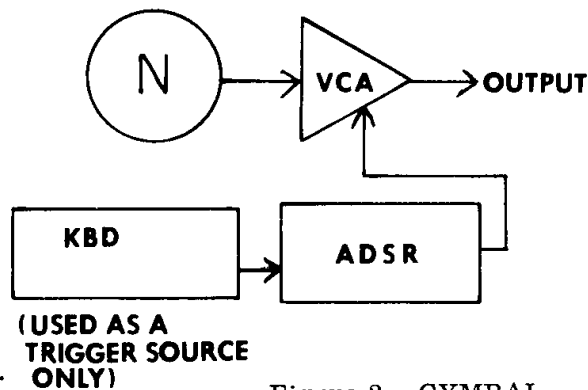 N
VCA
OUTPUT
KBD
ADSR
(USED AS A
TRIGGER SOURCE
ONLY)
Figure 3. CYMBAL